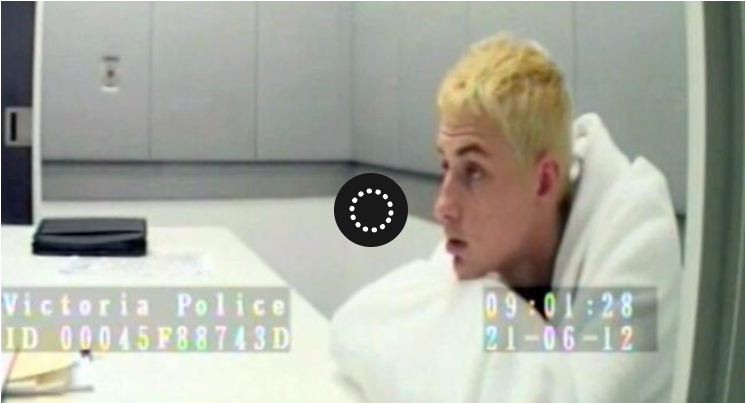 Victoria Police
ID 00045F88743D
09:01:28
21-06-12